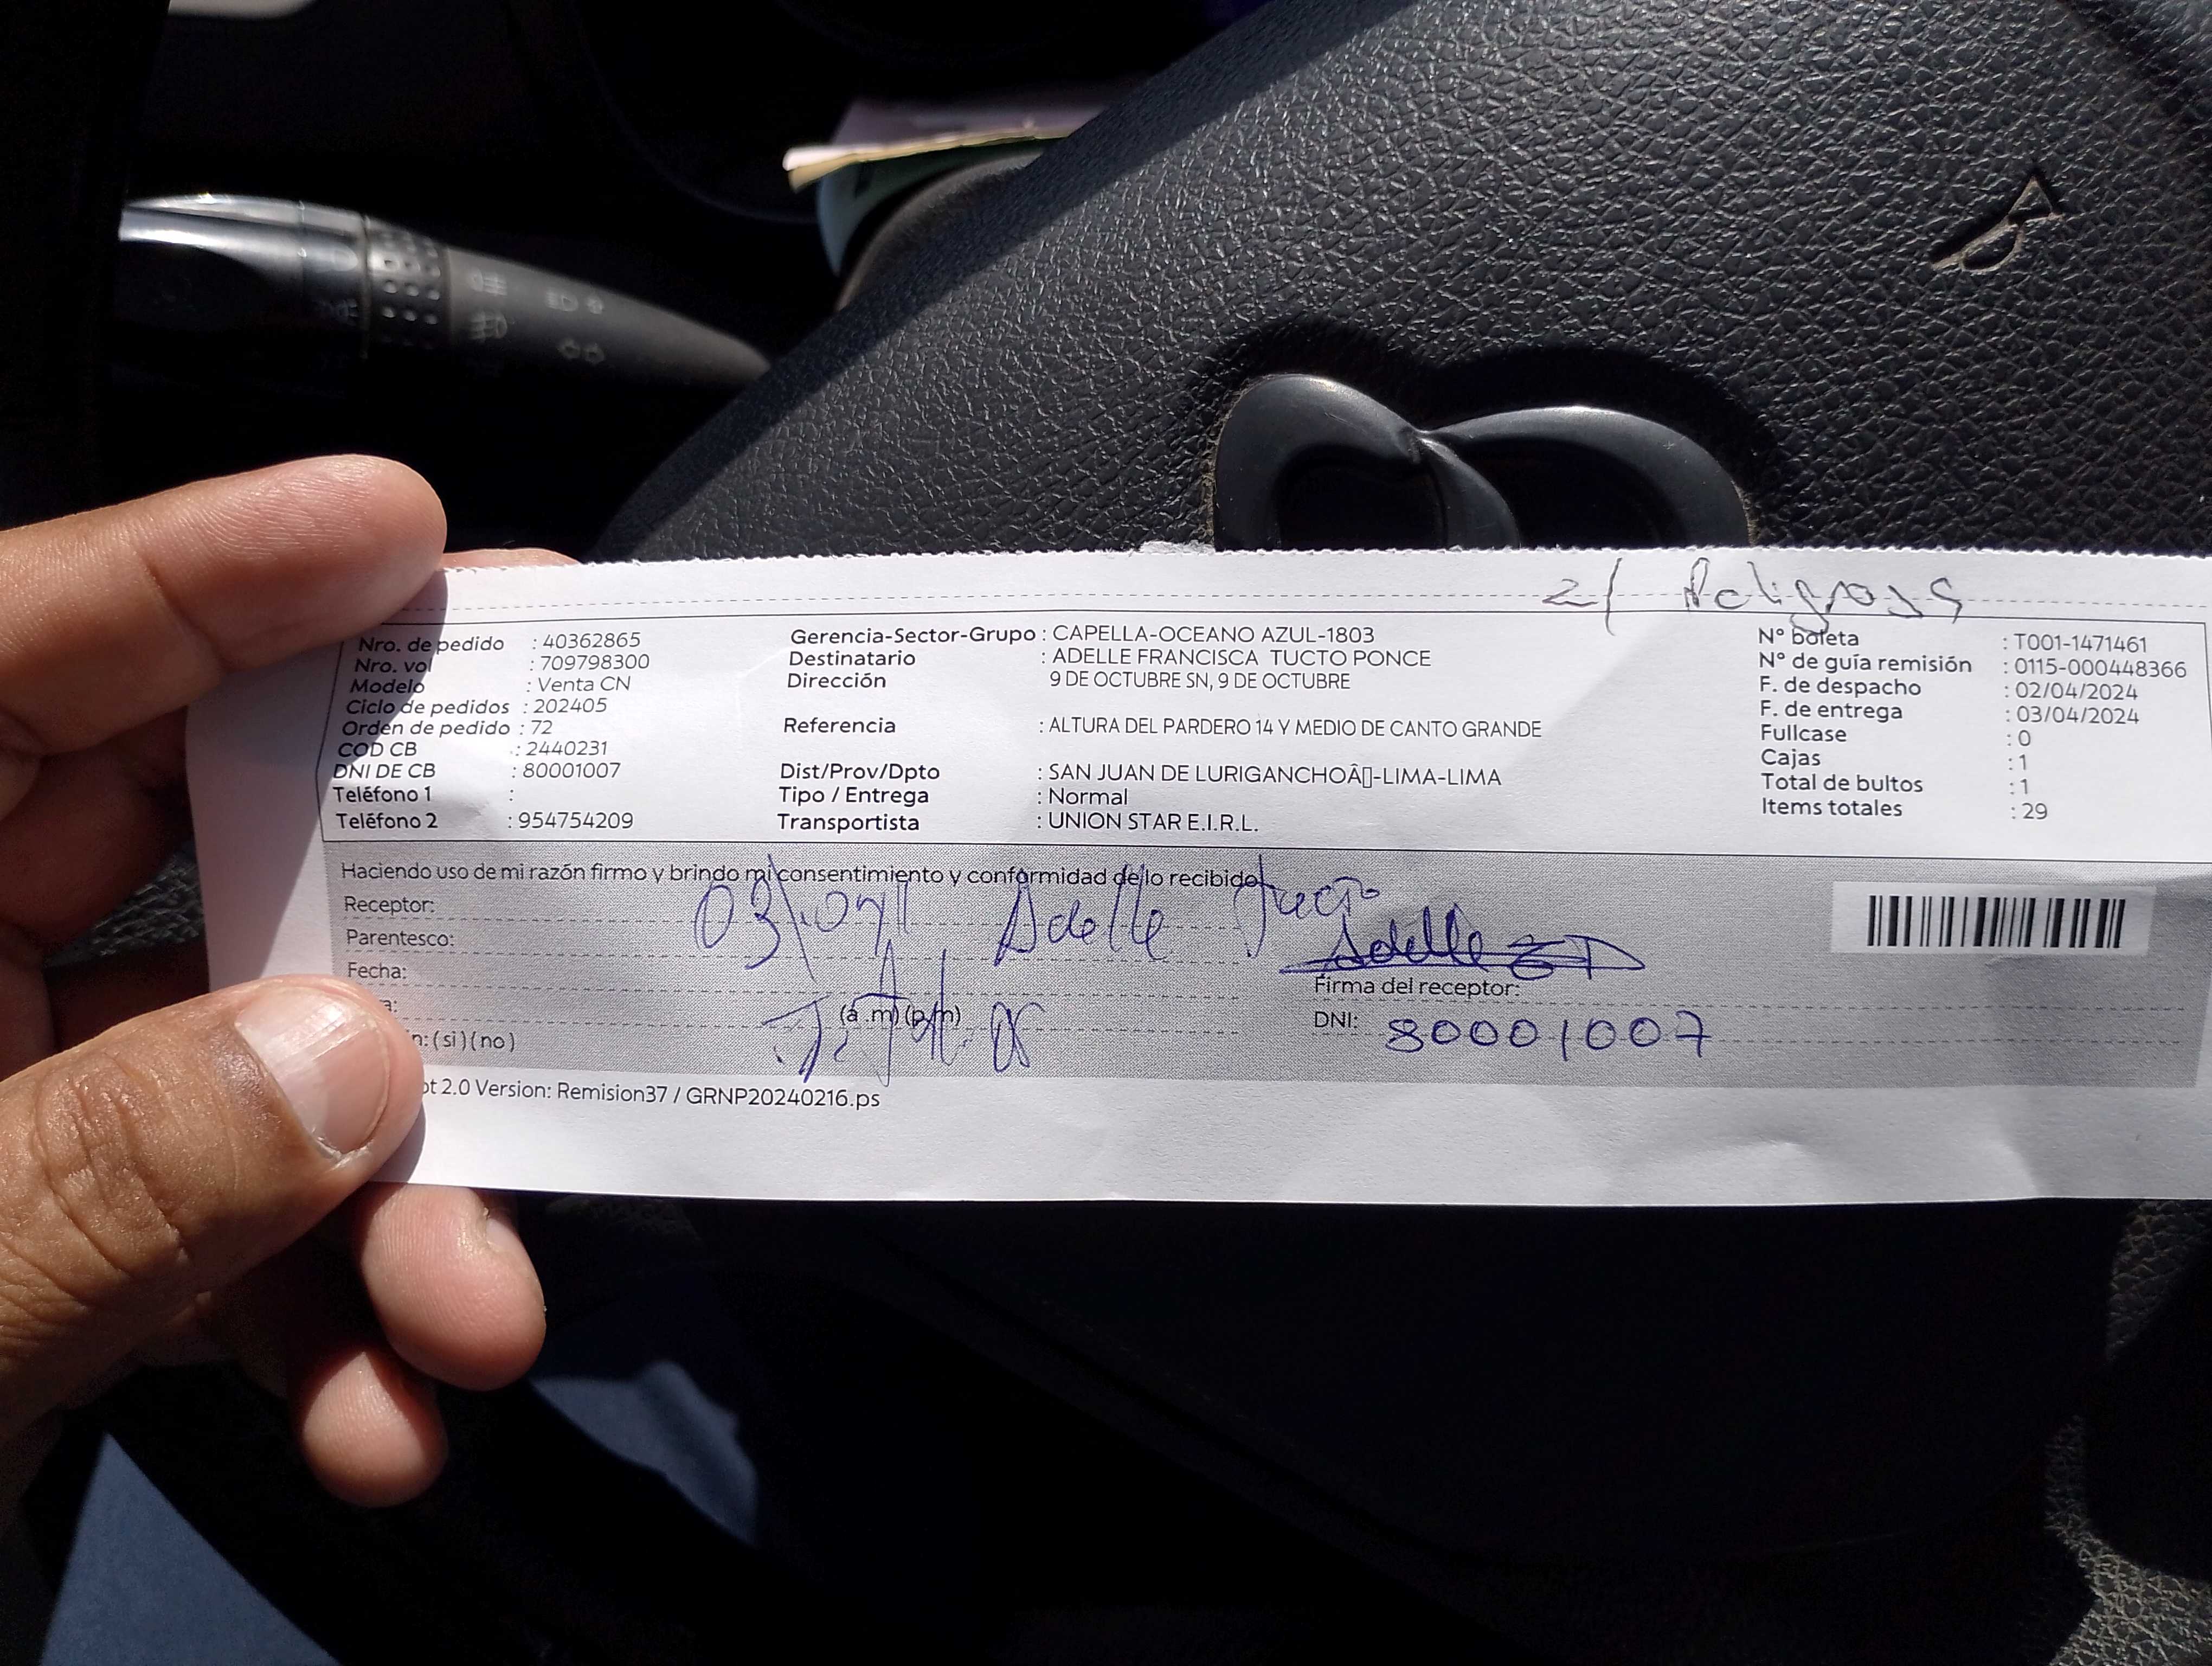 2/ Peligrosa
Nro. de pedido : 40362865
Nro. vol : 709798300
Modelo : Venta CN
Ciclo de pedidos : 202405
Orden de pedido : 72
COD CB : 2440231
DNI DE CB : 80001007
Teléfono 1 :
Teléfono 2 : 954754209
Gerencia-Sector-Grupo : CAPELLA-OCEANO AZUL-1803
Destinatario : ADELLE FRANCISCA TUCTO PONCE
Dirección 9 DE OCTUBRE SN, 9 DE OCTUBRE
Referencia : ALTURA DEL PARDERO 14 Y MEDIO DE CANTO GRANDE
Dist/Prov/Dpto : SAN JUAN DE LURIGANCHOÂ▯-LIMA-LIMA
Tipo / Entrega : Normal
Transportista : UNION STAR E.I.R.L.
N° boleta : T001-1471461
N° de guía remisión : 0115-000448366
F. de despacho : 02/04/2024
F. de entrega : 03/04/2024
Fullcase : 0
Cajas : 1
Total de bultos : 1
Items totales : 29
Haciendo uso de mi razón firmo y brindo mi consentimiento y conformidad de lo recibido
Receptor: Adelle Tucto
Parentesco:
Adelle
Fecha:
Firma del receptor:
(a .m) (p.m)
DNI: 80001007
n: ( si ) ( no )
pt 2.0 Version: Remision37 / GRNP20240216.ps